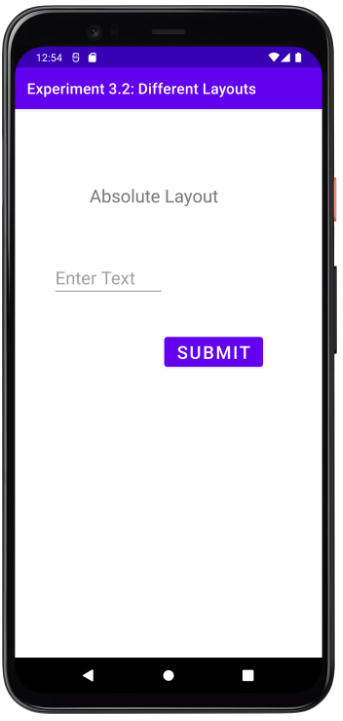 12:54
Experiment 3.2: Different Layouts
Absolute Layout
Enter Text
SUBMIT